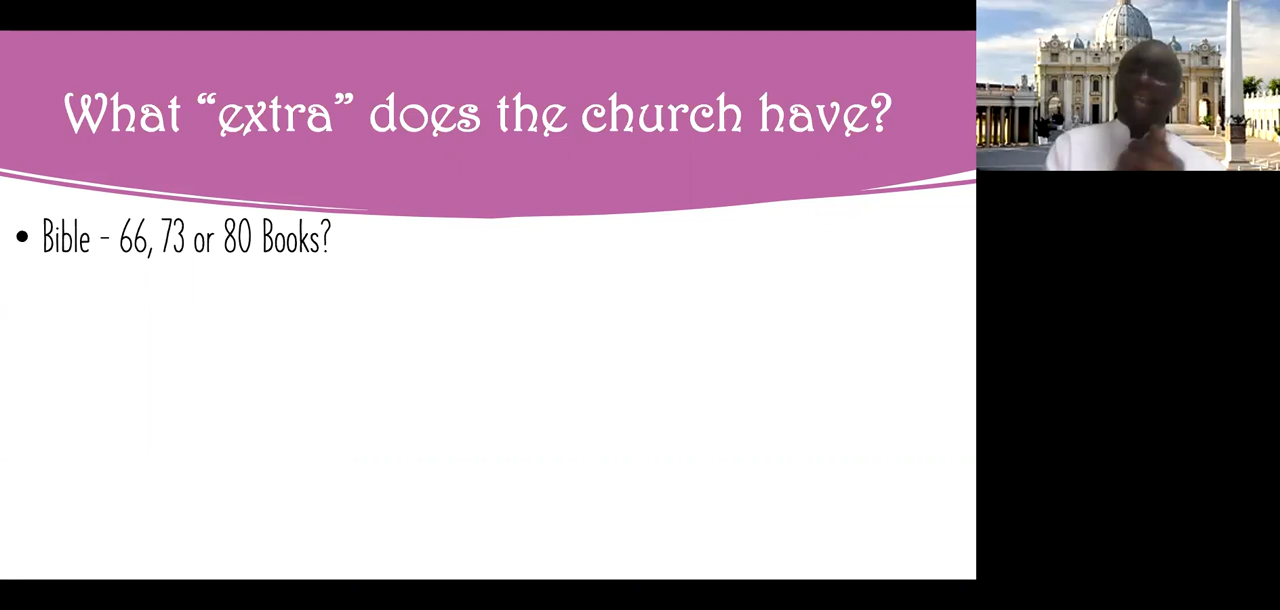 What “extra” does the church have?
• Bible - 66, 73 or 80 Books?